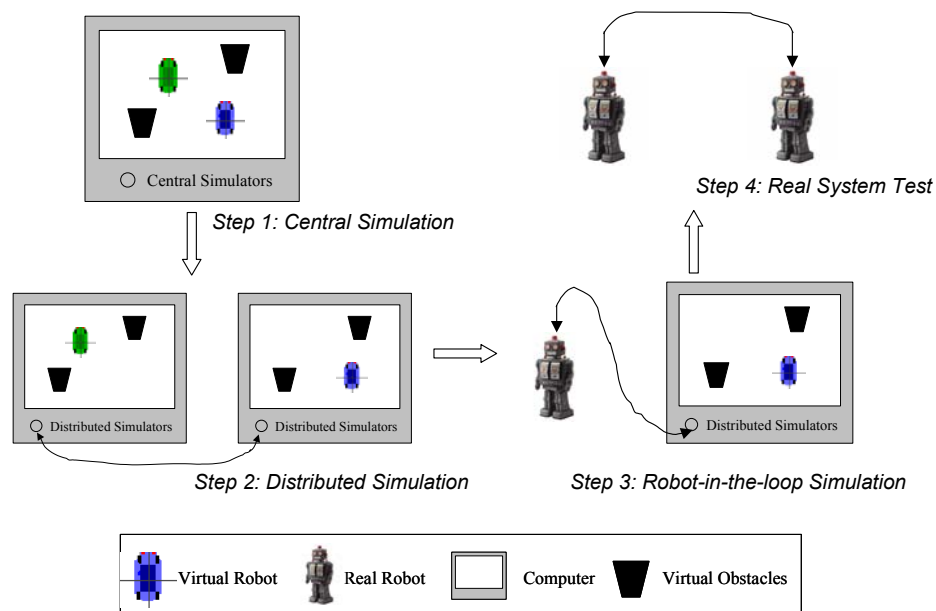 Central Simulators
Step 1: Central Simulation
Step 4: Real System Test
Distributed Simulators
Distributed Simulators
Step 2: Distributed Simulation
Distributed Simulators
Step 3: Robot-in-the-loop Simulation
Virtual Robot
Real Robot
Computer
Virtual Obstacles